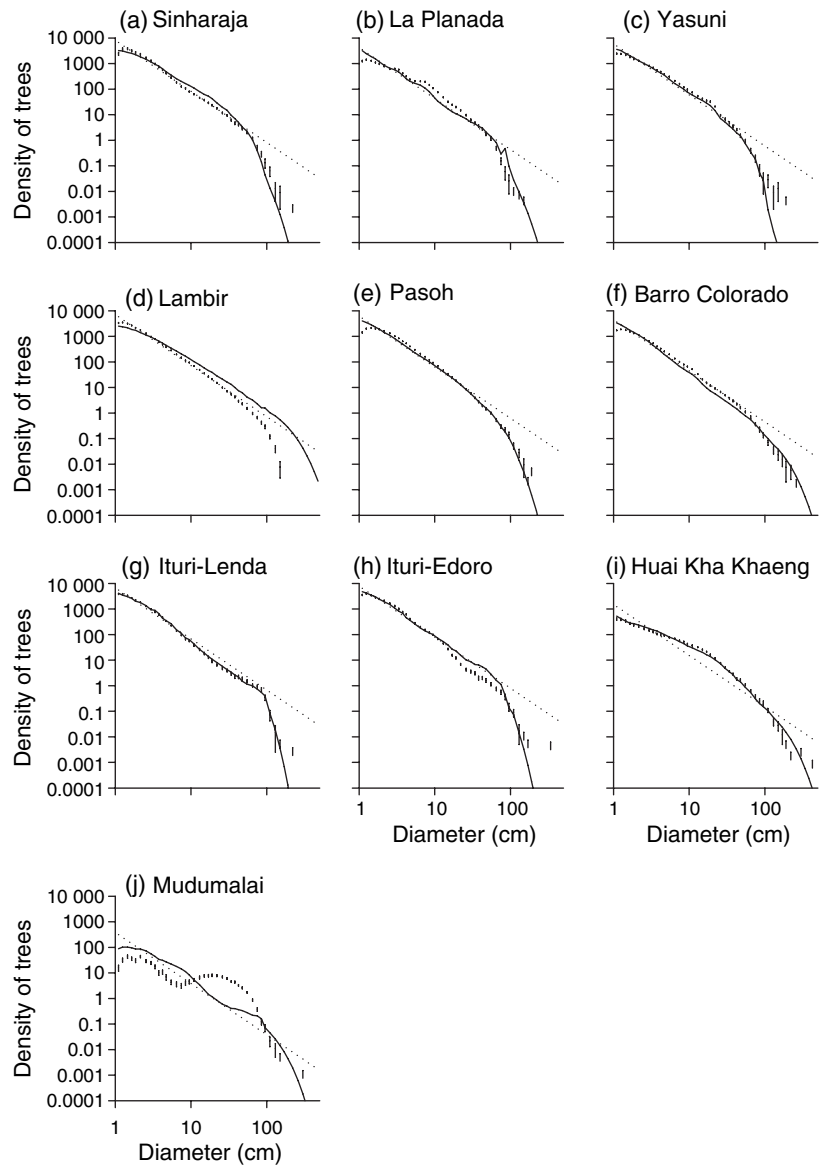 (a) Sinharaja
(b) La Planada
(c) Yasuni
10 000
1000
100
10
1
0.1
0.01
0.001
0.0001
Density of trees
(d) Lambir
(e) Pasoh
(f) Barro Colorado
10 000
1000
100
10
1
0.1
0.01
0.001
0.0001
Density of trees
(g) Ituri-Lenda
(h) Ituri-Edoro
(i) Huai Kha Khaeng
10 000
1000
100
10
1
0.1
0.01
0.001
0.0001
Density of trees
1 10 100
Diameter (cm)
1 10 100
Diameter (cm)
(j) Mudumalai
10 000
1000
100
10
1
0.1
0.01
0.001
0.0001
Density of trees
1 10 100
Diameter (cm)